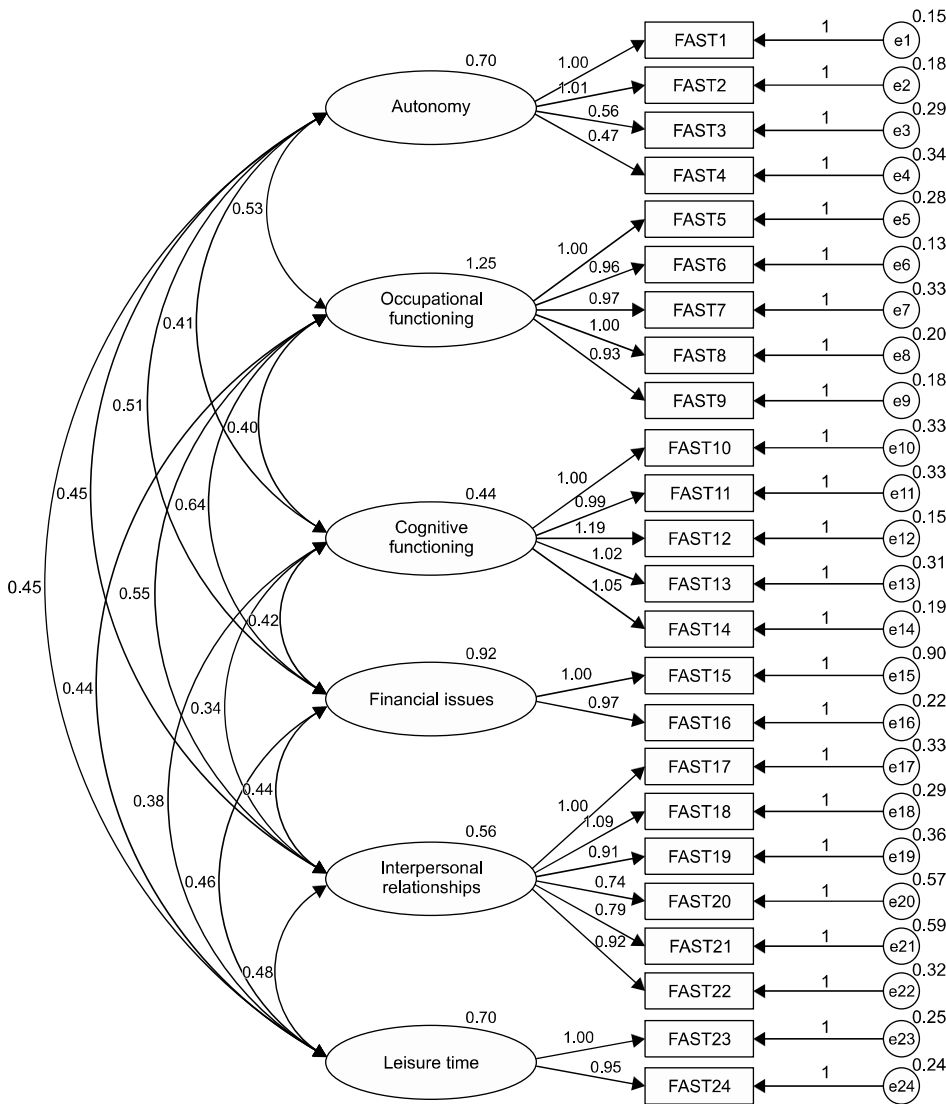 0.15
FAST1
1
e1
1.00
0.70
0.18
FAST2
1
e2
1.01
Autonomy
0.29
FAST3
1
e3
0.56
0.34
FAST4
1
e4
0.47
0.53
0.28
FAST5
1
e5
1.00
1.25
0.13
FAST6
1
e6
0.96
Occupational
functioning
0.33
FAST7
1
e7
0.97
0.20
FAST8
1
e8
1.00
0.18
FAST9
1
e9
0.93
0.41
0.51
0.40
0.33
FAST10
1
e10
1.00
0.44
0.33
FAST11
1
e11
0.99
Cognitive
functioning
0.15
FAST12
1
e12
1.19
0.31
FAST13
1
e13
1.02
0.19
FAST14
1
e14
1.05
0.45
0.64
0.45
0.55
0.42
0.92
0.90
FAST15
1
e15
1.00
Financial issues
0.22
FAST16
1
e16
0.97
0.44
0.34
0.33
FAST17
1
e17
1.00
0.38
0.44
0.56
0.29
FAST18
1
e18
1.09
Interpersonal
relationships
0.36
FAST19
1
e19
0.91
0.57
FAST20
1
e20
0.74
0.59
FAST21
1
e21
0.79
0.32
FAST22
1
e22
0.92
0.46
0.48
0.70
0.25
FAST23
1
e23
1.00
Leisure time
0.24
FAST24
1
e24
0.95